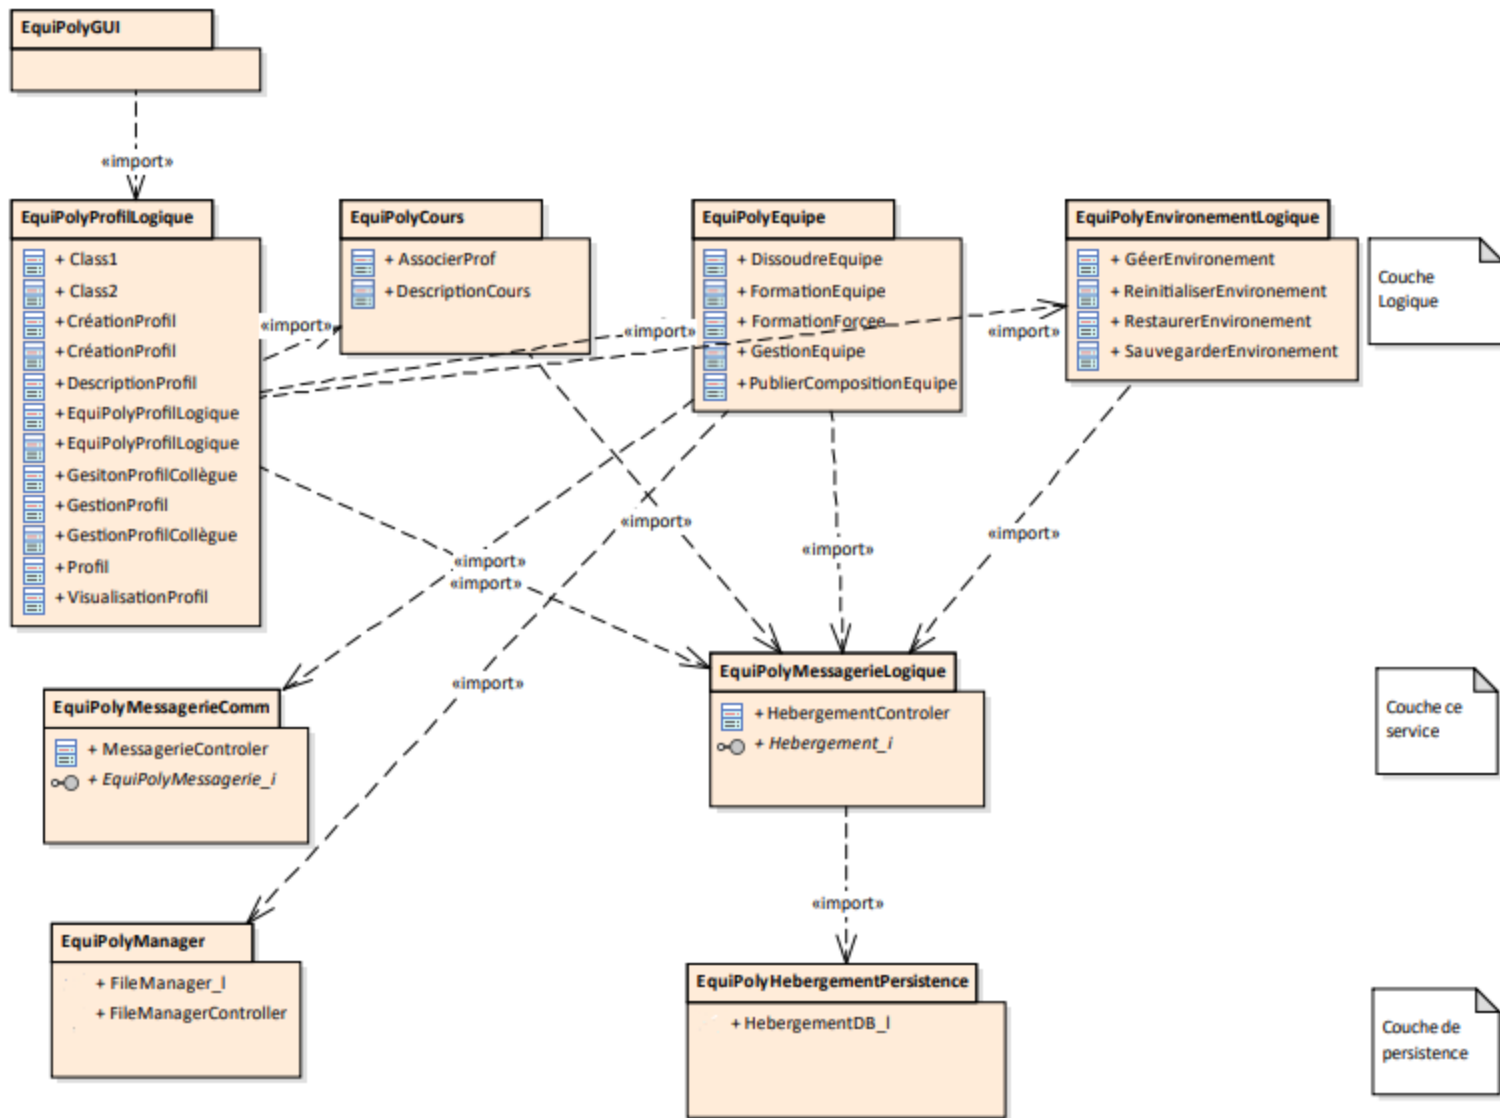 EquiPolyGUI
«import»
EquiPolyProfilLogique
+ Class1
+ Class2
+ CréationProfil
+ CréationProfil
+ DescriptionProfil
+ EquiPolyProfilLogique
+ EquiPolyProfilLogique
+ GesitonProfilCollègue
+ GestionProfil
+ GestionProfilCollègue
+ Profil
+ VisualisationProfil
EquiPolyCours
+ AssocierProf
+ DescriptionCours
EquiPolyEquipe
+ DissoudreEquipe
+ FormationEquipe
+ FormationForcee
+ GestionEquipe
+ PublierCompositionEquipe
EquiPolyEnvironementLogique
+ GéerEnvironement
+ ReinitialiserEnvironement
+ RestaurerEnvironement
+ SauvegarderEnvironement
Couche
Logique
«import»
«import»
«import»
«import»
«import»
«import»
«import»
«import»
«import»
EquiPolyMessagerieComm
+ MessagerieControler
+ EquiPolyMessagerie_i
EquiPolyMessagerieLogique
+ HebergementControler
+ Hebergement_i
Couche ce
service
«import»
EquiPolyManager
+ FileManager_I
+ FileManagerController
EquiPolyHebergementPersistence
+ HebergementDB_I
Couche de
persistence